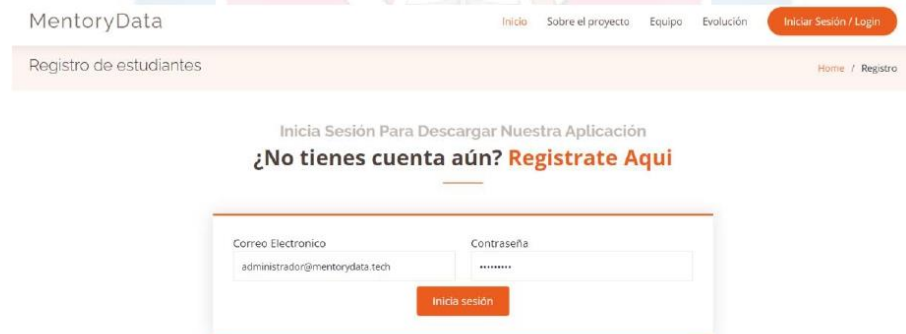 MentoryData
Inicio Sobre el proyecto Equipo Evolución Iniciar Sesión / Login
Registro de estudiantes
Home / Registro
Inicia Sesión Para Descargar Nuestra Aplicación
¿No tienes cuenta aún? Registrate Aqui
Correo Electronico Contraseña
administrador@mentorydata.tech •••••••••
Inicia sesión